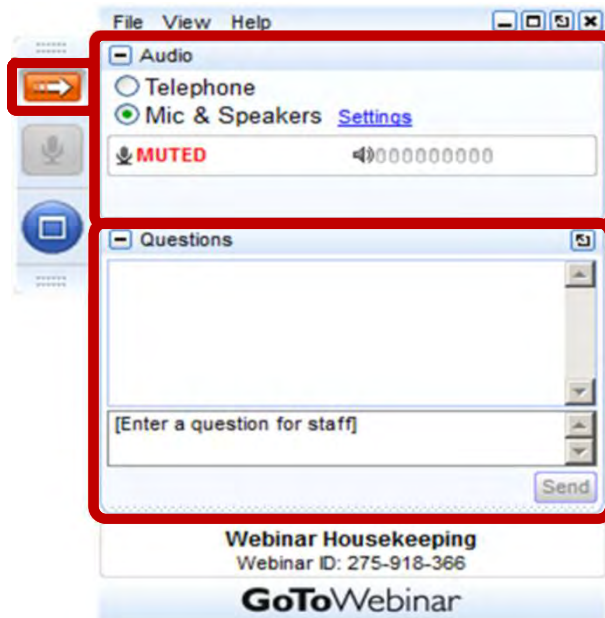 File View Help
Audio
Telephone
Mic & Speakers Settings
MUTED
Questions
[Enter a question for staff]
Send
Webinar Housekeeping
Webinar ID: 275-918-366
GoToWebinar